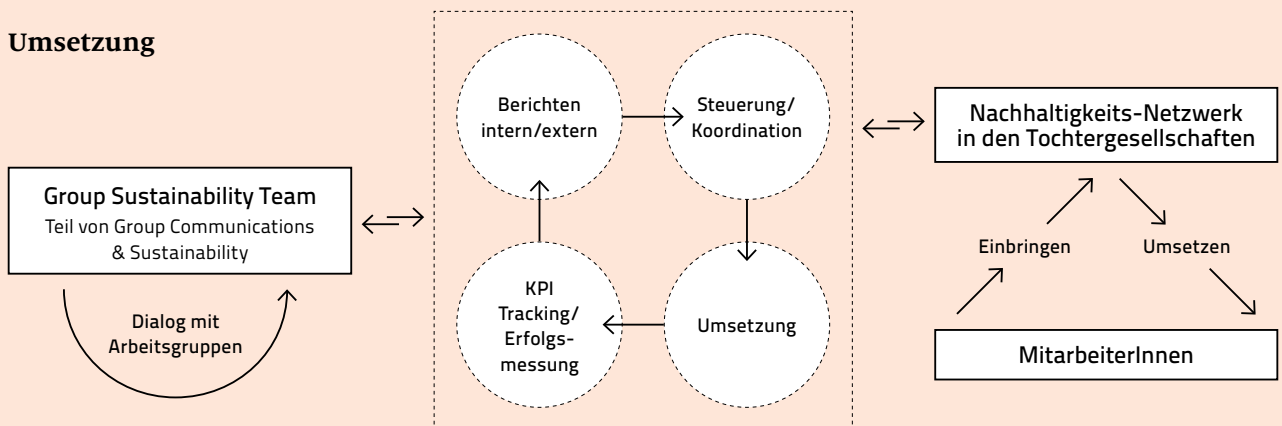 Umsetzung
Group Sustainability Team
Teil von Group Communications
& Sustainability
Dialog mit
Arbeitsgruppen
Berichten
intern/extern
Steuerung/
Koordination
KPI
Tracking/
Erfolgs-
messung
Umsetzung
Nachhaltigkeits-Netzwerk
in den Tochtergesellschaften
Einbringen
Umsetzen
MitarbeiterInnen